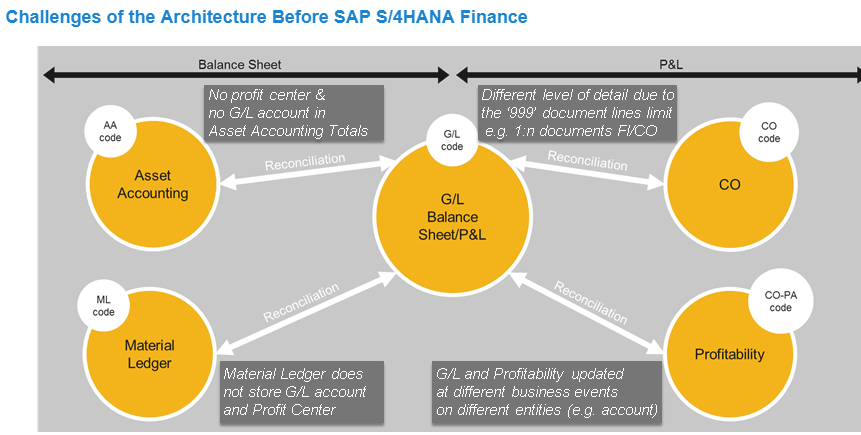 Challenges of the Architecture Before SAP S/4HANA Finance
Balance Sheet
P&L
No profit center &
no G/L account in
Asset Accounting Totals
Different level of detail due to
the ‘999’ document lines limit
e.g. 1:n documents FI/CO
AA
code
G/L
code
CO
code
Asset
Accounting
Reconciliation
Reconciliation
CO
G/L
Balance
Sheet/P&L
ML
code
Reconciliation
Reconciliation
CO-PA
code
Material
Ledger
Profitability
Material Ledger does
not store G/L account
and Profit Center
G/L and Profitability updated
at different business events
on different entities (e.g. account)